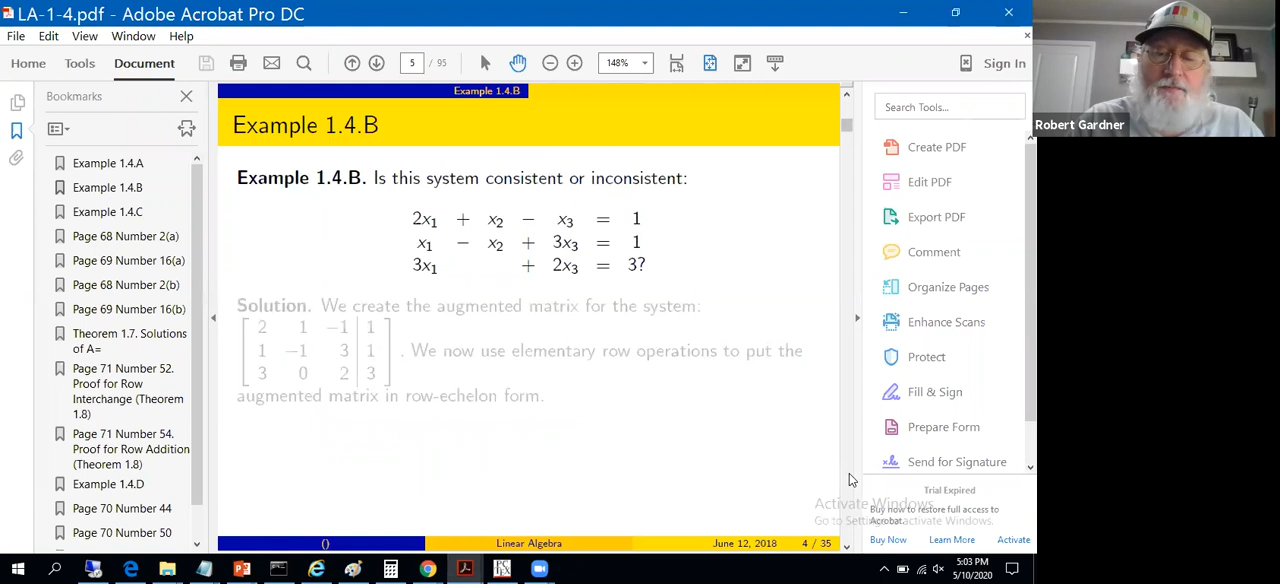 LA-1-4.pdf - Adobe Acrobat Pro DC
File Edit View Window Help
Home Tools Document 5 / 95 148% Sign In
Bookmarks
Example 1.4.A
Example 1.4.B
Example 1.4.C
Page 68 Number 2(a)
Page 69 Number 16(a)
Page 68 Number 2(b)
Page 69 Number 16(b)
Theorem 1.7. Solutions
of A=
Page 71 Number 52.
Proof for Row
Interchange (Theorem
1.8)
Page 71 Number 54.
Proof for Row Addition
(Theorem 1.8)
Example 1.4.D
Page 70 Number 44
Page 70 Number 50
Example 1.4.B
Example 1.4.B
Example 1.4.B. Is this system consistent or inconsistent:
2x₁ + x₂ − x₃ = 1
x₁ − x₂ + 3x₃ = 1
3x₁ + 2x₃ = 3?
Solution. We create the augmented matrix for the system:
2 1 −1 | 1
1 −1 3 | 1 . We now use elementary row operations to put the
3 0 2 | 3
augmented matrix in row-echelon form.
() Linear Algebra June 12, 2018 4 / 35
Search Tools...
Create PDF
Edit PDF
Export PDF
Comment
Organize Pages
Enhance Scans
Protect
Fill & Sign
Prepare Form
Send for Signature
Trial Expired
Buy now to restore full access to
Acrobat.
Buy Now Learn More Activate
Activate Windows
Go to Settings to activate Windows.
Robert Gardner
5:03 PM
5/10/2020